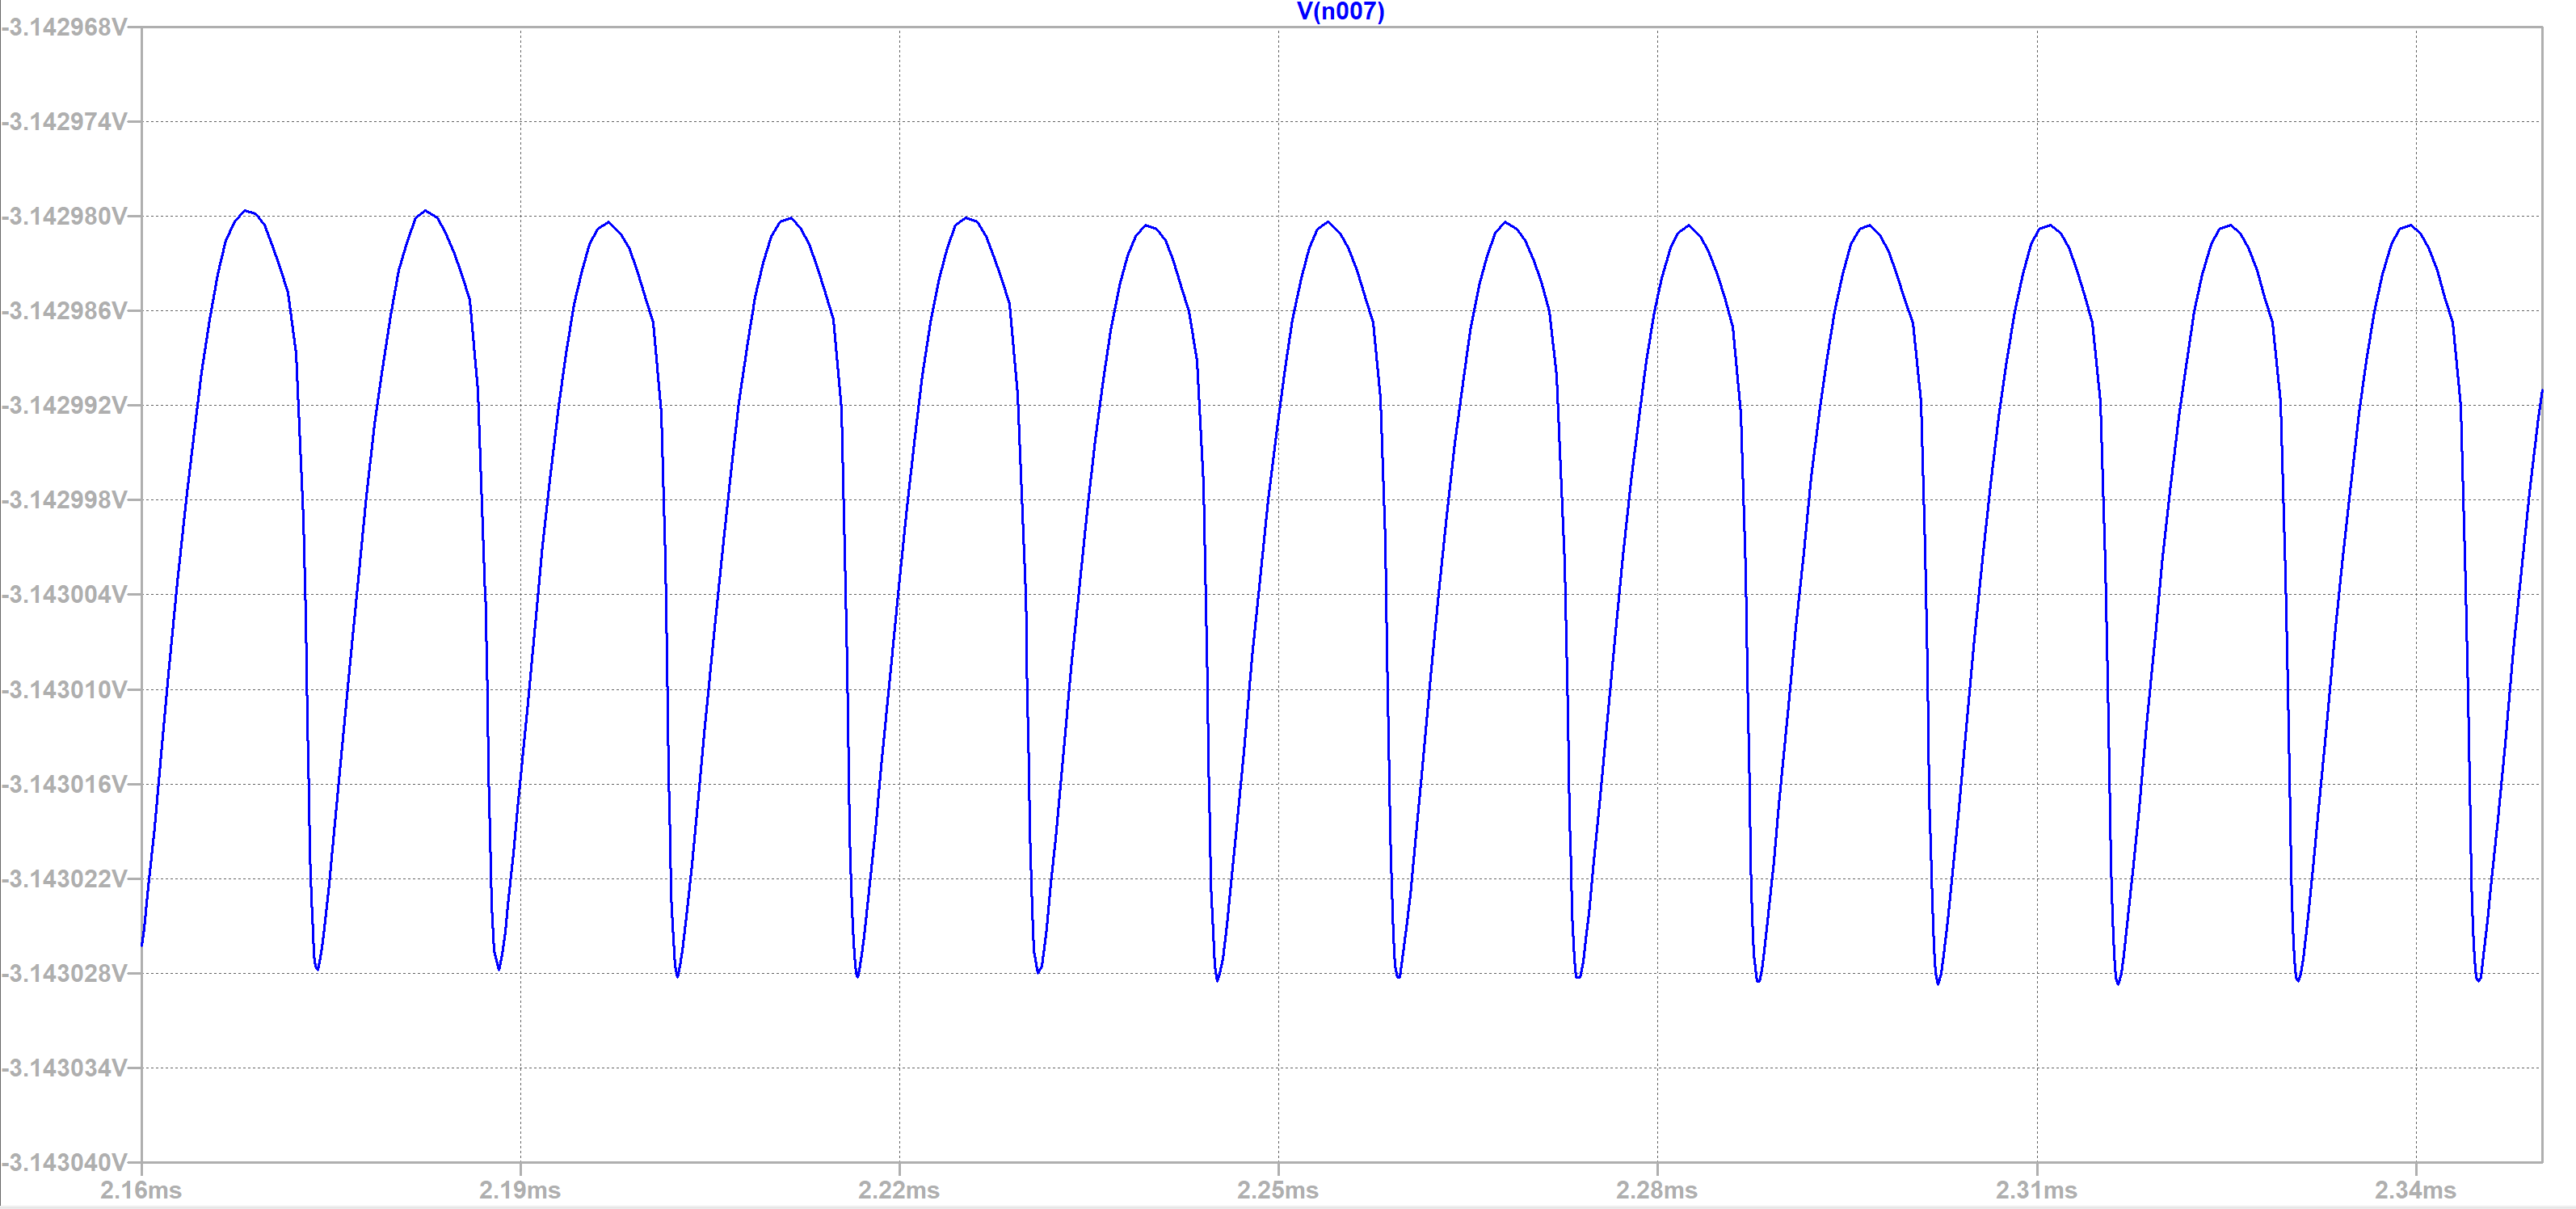 V(n007)
-3.142968V
-3.142974V
-3.142980V
-3.142986V
-3.142992V
-3.142998V
-3.143004V
-3.143010V
-3.143016V
-3.143022V
-3.143028V
-3.143034V
-3.143040V
2.16ms 2.19ms 2.22ms 2.25ms 2.28ms 2.31ms 2.34ms